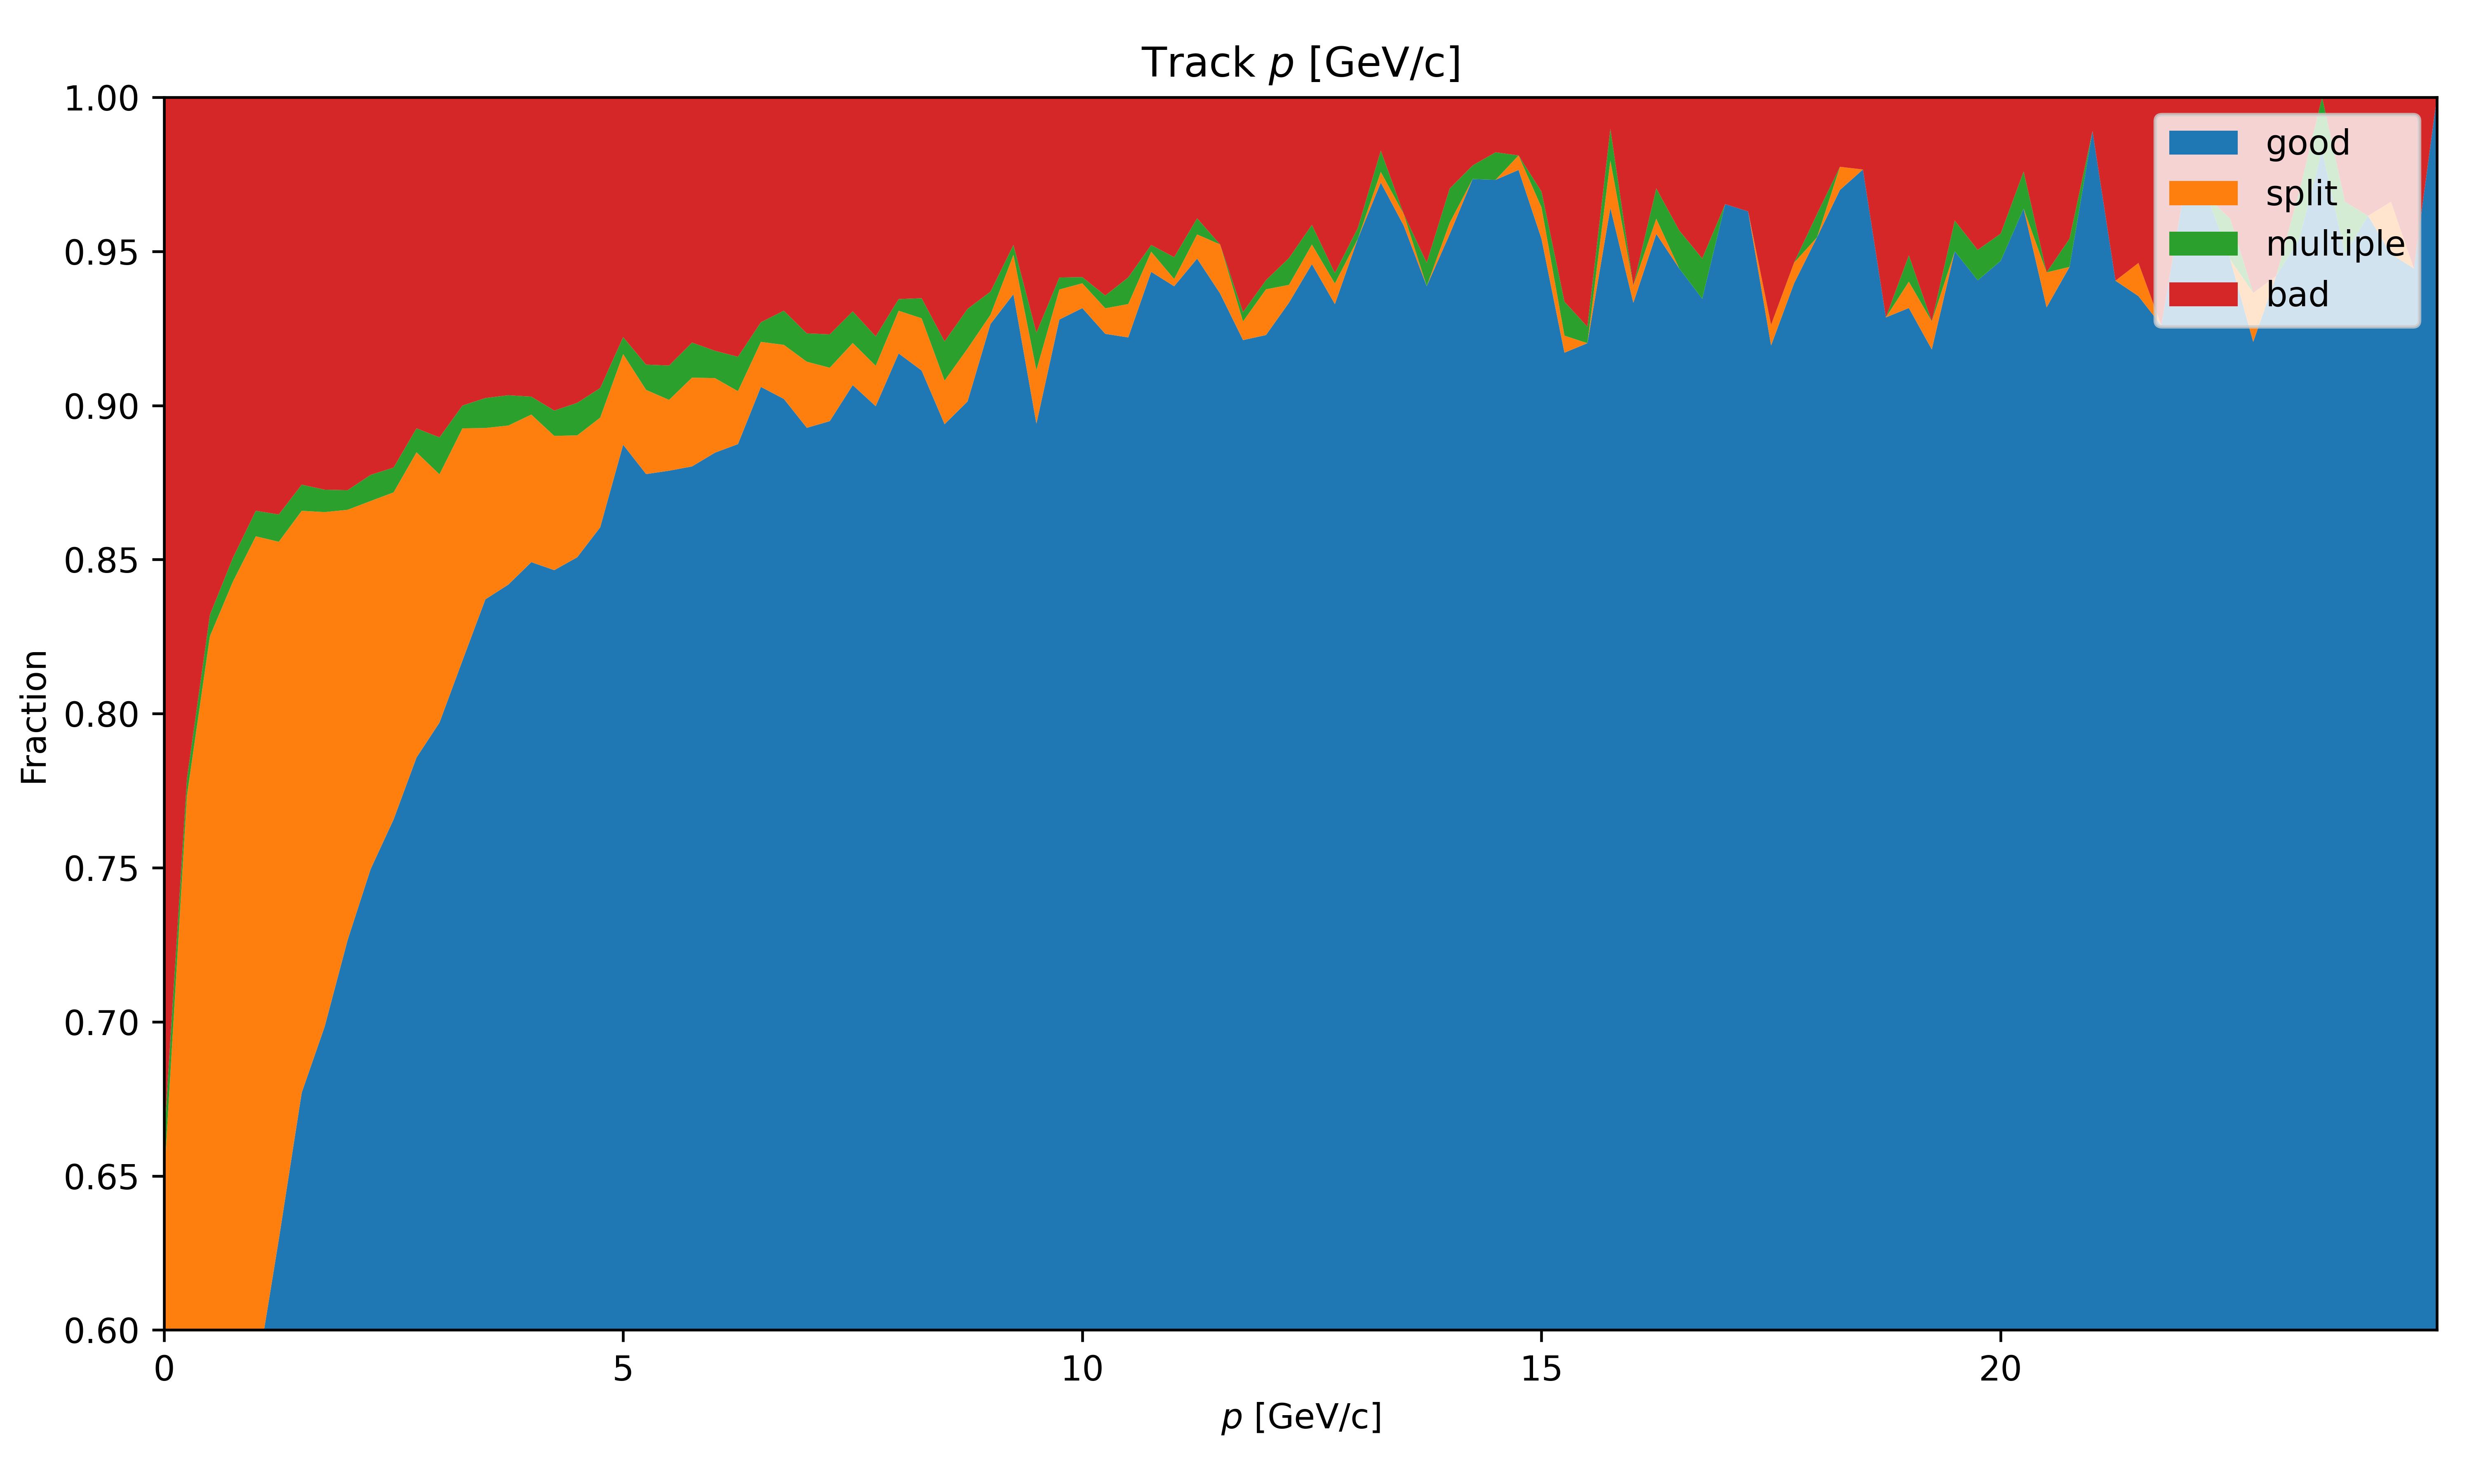 Track p [GeV/c]
1.00
0.95
0.90
0.85
0.80
0.75
0.70
0.65
0.60
Fraction
good
split
multiple
bad
0 5 10 15 20
p [GeV/c]